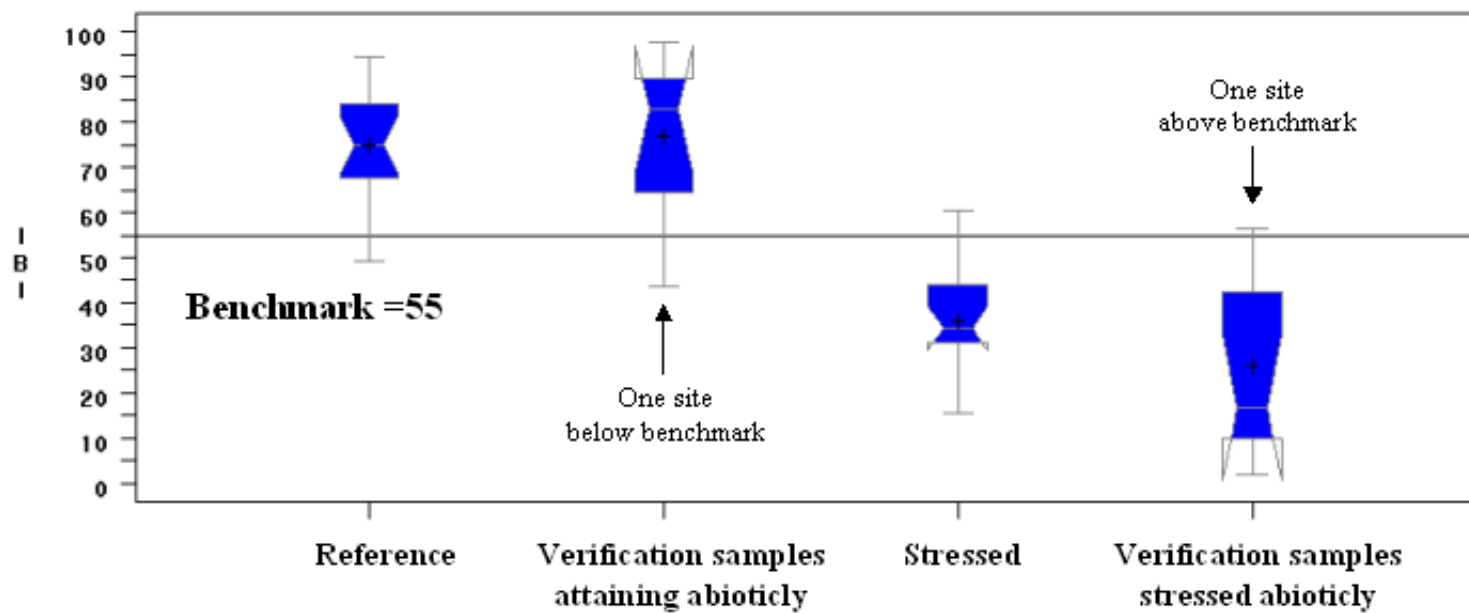 100
90
80
70
60
50
40
30
20
10
0
I
B
I
Benchmark =55
One site
below benchmark
One site
above benchmark
Reference
Verification samples
attaining abioticly
Stressed
Verification samples
stressed abioticly